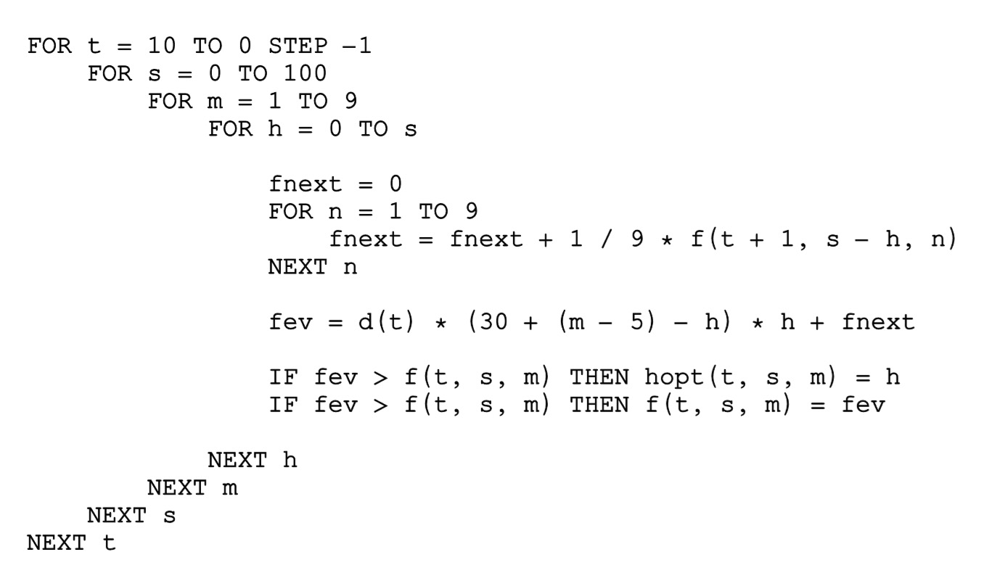 FOR t = 10 TO 0 STEP –1
FOR s = 0 TO 100
FOR m = 1 TO 9
FOR h = 0 TO s
fnext = 0
FOR n = 1 TO 9
fnext = fnext + 1 / 9 * f(t + 1, s – h, n)
NEXT n
fev = d(t) * (30 + (m – 5) – h) * h + fnext
IF fev > f(t, s, m) THEN hopt(t, s, m) = h
IF fev > f(t, s, m) THEN f(t, s, m) = fev
NEXT h
NEXT m
NEXT s
NEXT t